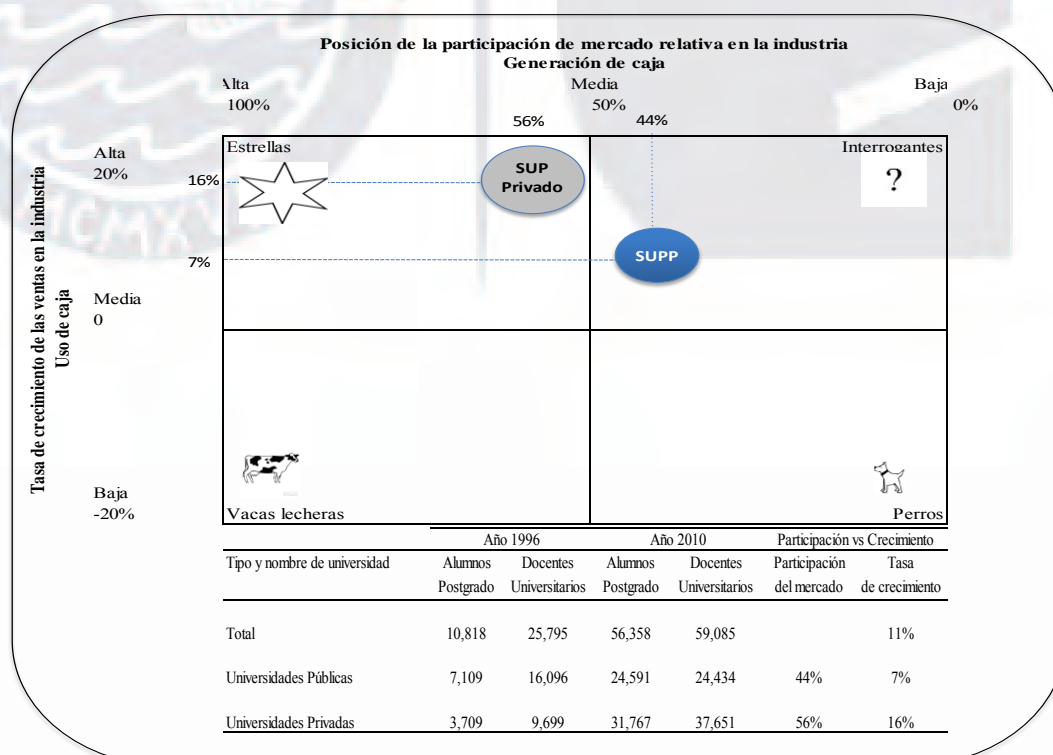 Posición de la participación de mercado relativa en la industria
Generación de caja
Alta Media Baja
100% 50% 0%
56% 44%
Estrellas Interrogantes
Alta
20%
16%
SUP
Privado
?
7%
SUPP
Tasa de crecimiento de las ventas en la industria
Uso de caja
Media
0
Baja
-20%
Vacas lecheras Perros
Año 1996 Año 2010 Participación vs Crecimiento
Tipo y nombre de universidad Alumnos Docentes Alumnos Docentes Participación Tasa
Postgrado Universitarios Postgrado Universitarios del mercado de crecimiento
Total 10,818 25,795 56,358 59,085 11%
Universidades Públicas 7,109 16,096 24,591 24,434 44% 7%
Universidades Privadas 3,709 9,699 31,767 37,651 56% 16%